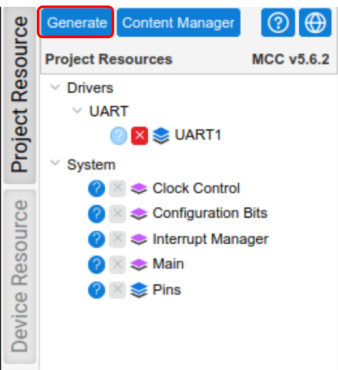 Generate Content Manager
Project Resources MCC v5.6.2
Drivers
UART
UART1
System
Clock Control
Configuration Bits
Interrupt Manager
Main
Pins
Project Resource
Device Resource